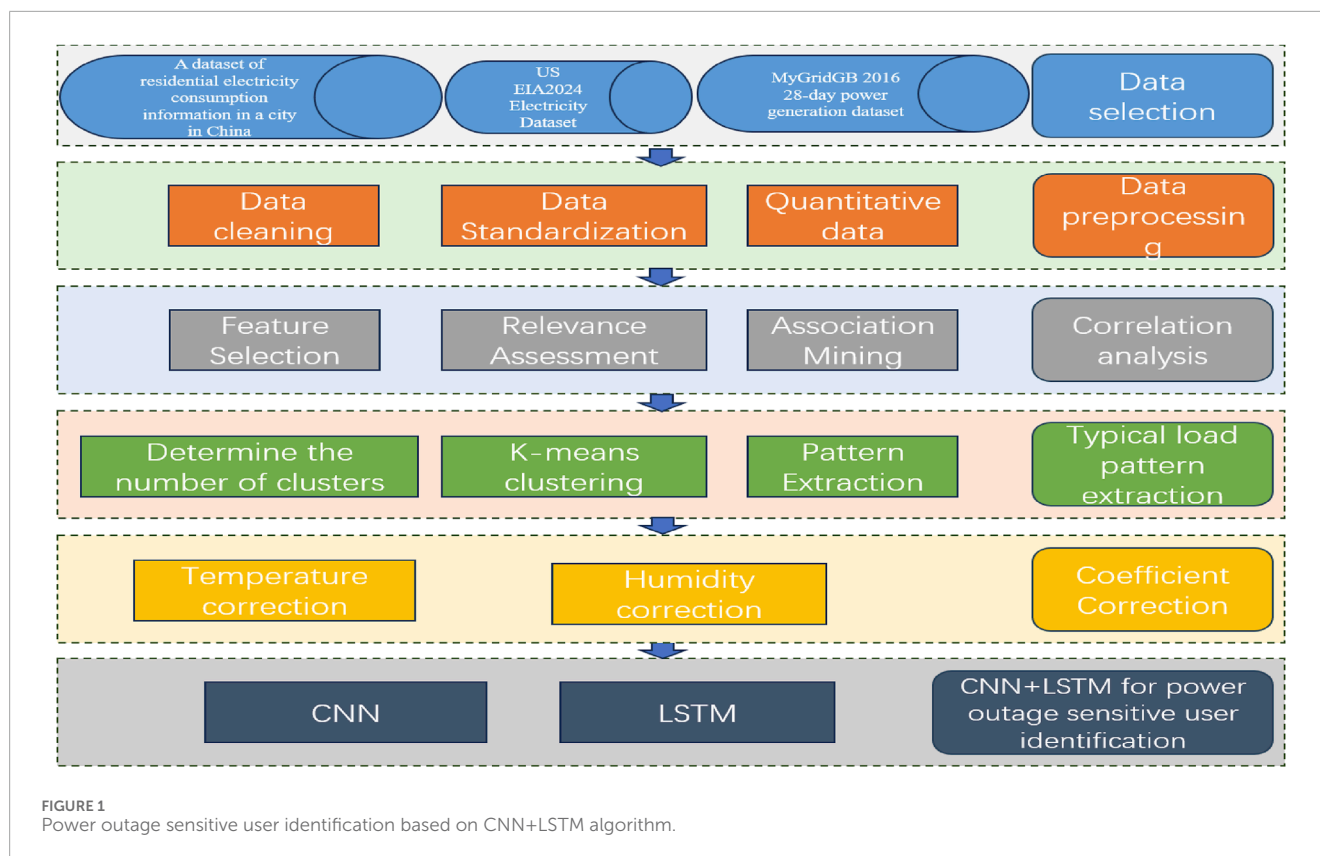 A dataset of
residential electricity
consumption
information in a city
in China
US
EIA2024
Electricity
Dataset
MyGridGB 2016
28-day power
generation dataset
Data
selection
Data
cleaning
Data
Standardization
Quantitative
data
Data
preprocessin
g
Feature
Selection
Relevance
Assessment
Association
Mining
Correlation
analysis
Determine the
number of clusters
K-means
clustering
Pattern
Extraction
Typical load
pattern
extraction
Temperature
correction
Humidity
correction
Coefficient
Correction
CNN
LSTM
CNN+LSTM for power
outage sensitive user
identification
FIGURE 1
Power outage sensitive user identification based on CNN+LSTM algorithm.